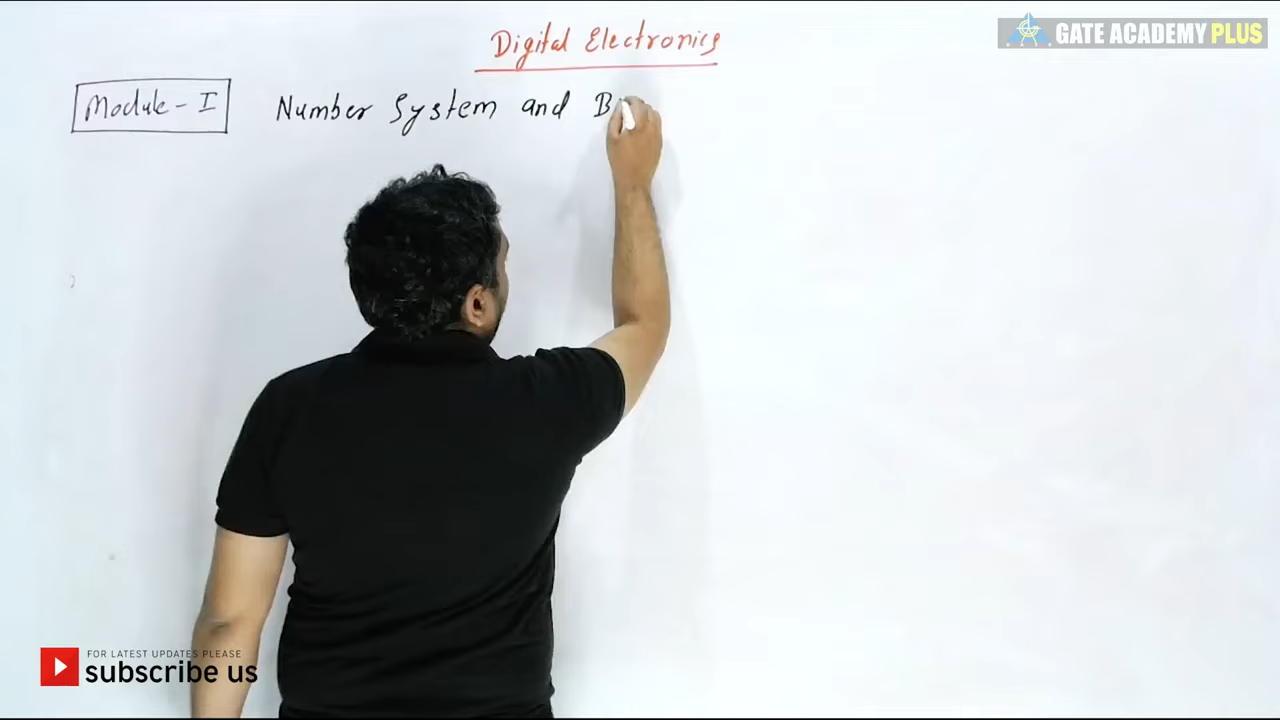 Digital Electronics
GATE ACADEMY PLUS
Module - I Number System and B
FOR LATEST UPDATES PLEASE
subscribe us